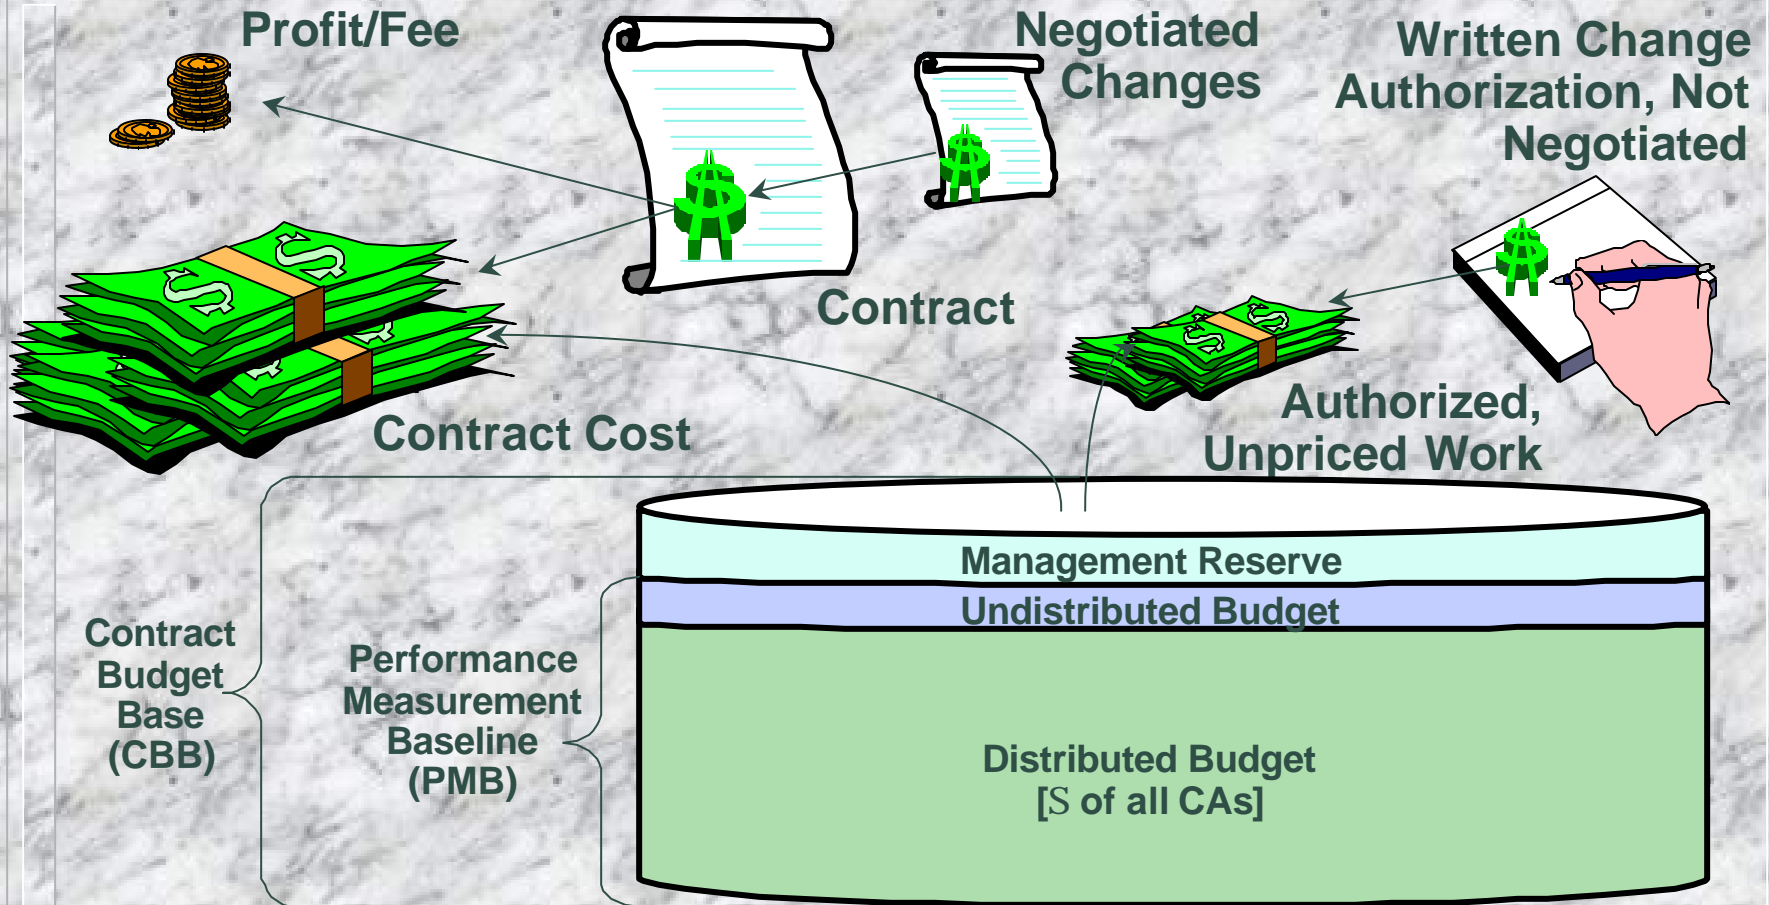 Profit/Fee
Negotiated
Changes
Written Change
Authorization, Not
Negotiated
Contract
Contract Cost
Authorized,
Unpriced Work
Management Reserve
Undistributed Budget
Contract
Budget
Base
(CBB)
Performance
Measurement
Baseline
(PMB)
Distributed Budget
[S of all CAs]